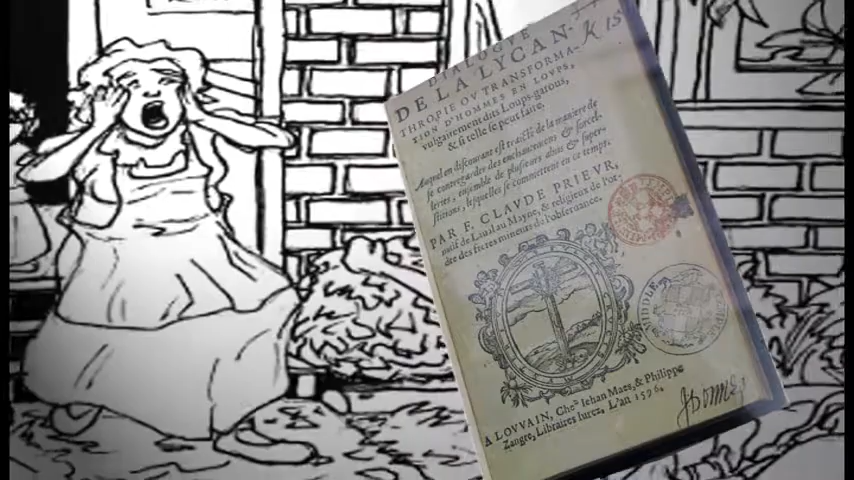 DIALOGVE
DE LA LYCAN-
THROPIE OV TRANSFORMA-
TION D'HOMMES EN LOVPS,
vulgairement dits Loups-garous,
& si telle se peut faire.
Auquel en discourant est traicté de la maniere de
se contregarder des enchantemens & sorcel-
leries, ensemble de plusieurs abus & super-
stitions, lesquelles se commettent en ce temps.
PAR F. CLAVDE PRIEVR,
natif de Laual au Mayne, & religieux de l'or-
dre des freres mineurs de l'obseruance.
A LOVVAIN, Chez Iehan Maes, & Philippe
Zangre, Libraires Iurez, L'an 1596.